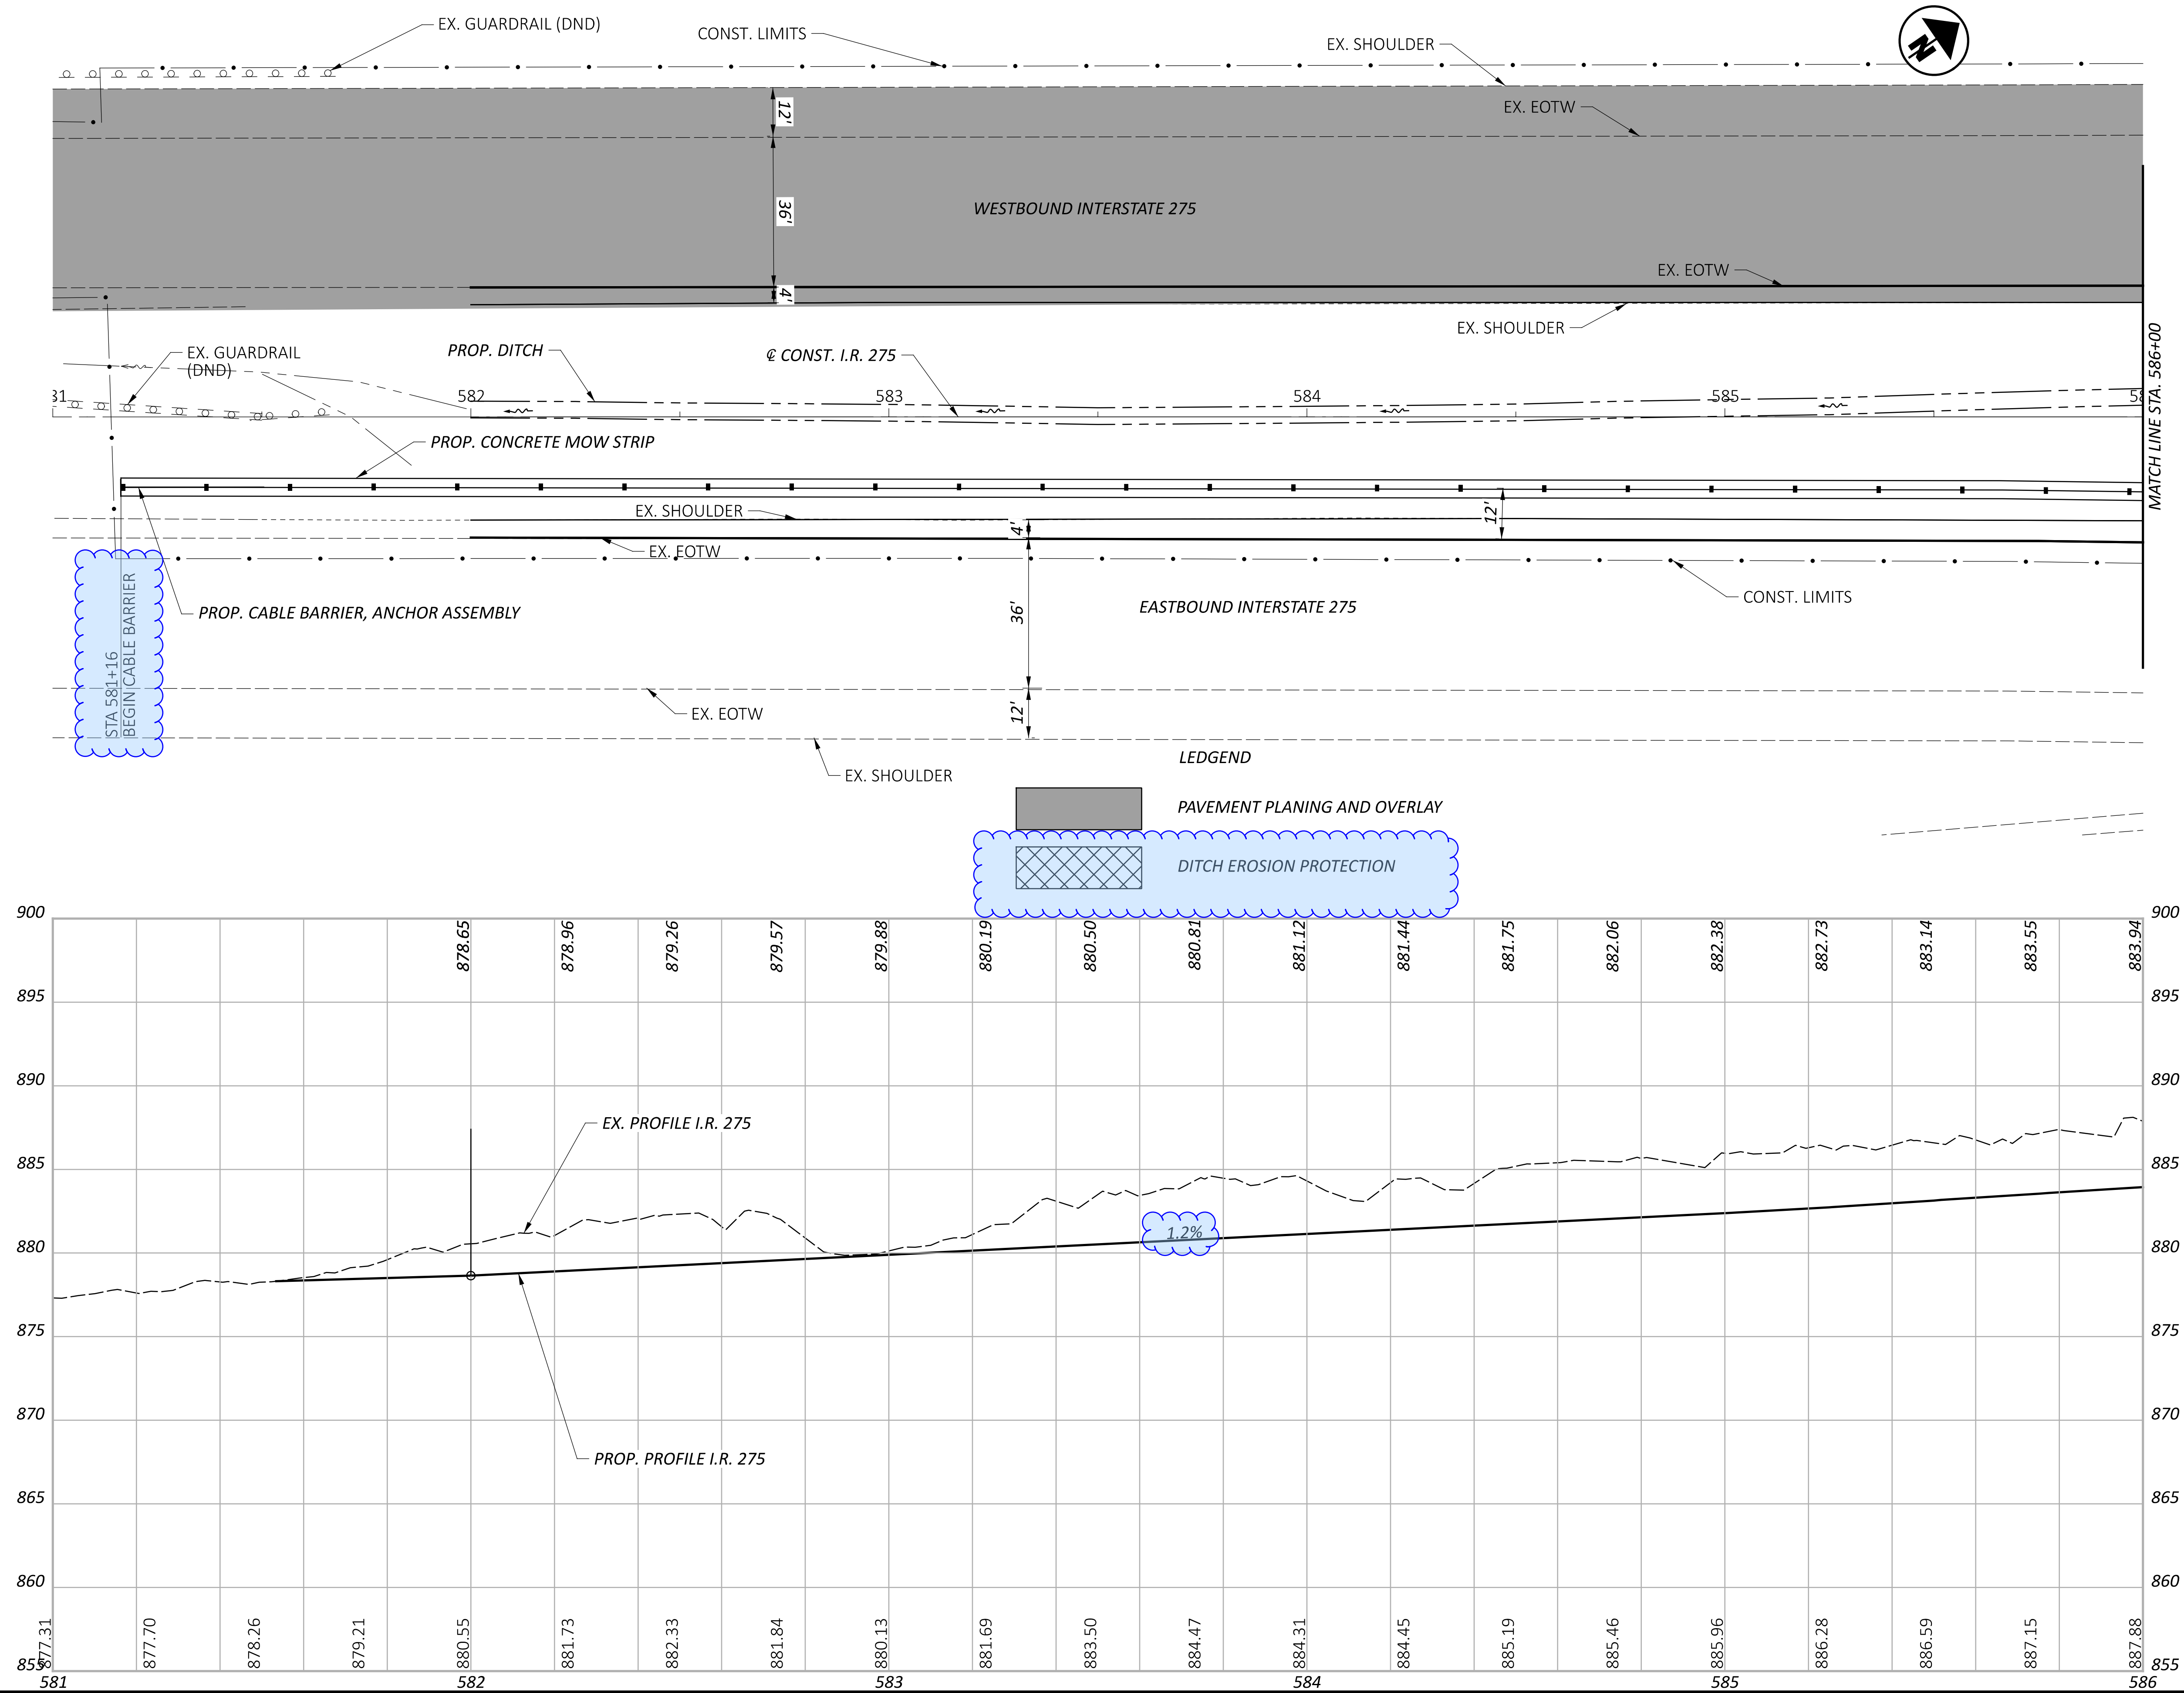 EX. GUARDRAIL (DND)
CONST. LIMITS
EX. SHOULDER
N
EX. EOTW
12'
36'
WESTBOUND INTERSTATE 275
EX. EOTW
4'
EX. SHOULDER
EX. GUARDRAIL
(DND)
PROP. DITCH
℄ CONST. I.R. 275
MATCH LINE STA. 586+00
31
582
583
584
585
58
PROP. CONCRETE MOW STRIP
EX. SHOULDER
4'
12'
EX. EOTW
STA 581+16
BEGIN CABLE BARRIER
PROP. CABLE BARRIER, ANCHOR ASSEMBLY
36'
EASTBOUND INTERSTATE 275
CONST. LIMITS
EX. EOTW
12'
EX. SHOULDER
LEDGEND
PAVEMENT PLANING AND OVERLAY
DITCH EROSION PROTECTION
900 900
878.65 878.96 879.26 879.57 879.88 880.19 880.50 880.81 881.12 881.44 881.75 882.06 882.38 882.73 883.14 883.55 883.94
895 895
890 890
EX. PROFILE I.R. 275
885 885
1.2%
880 880
875 875
870 870
PROP. PROFILE I.R. 275
865 865
860 860
877.31 877.70 878.26 879.21 880.55 881.73 882.33 881.84 880.13 881.69 883.50 884.47 884.31 884.45 885.19 885.46 885.96 886.28 886.59 887.15 887.88
855 855
581 582 583 584 585 586